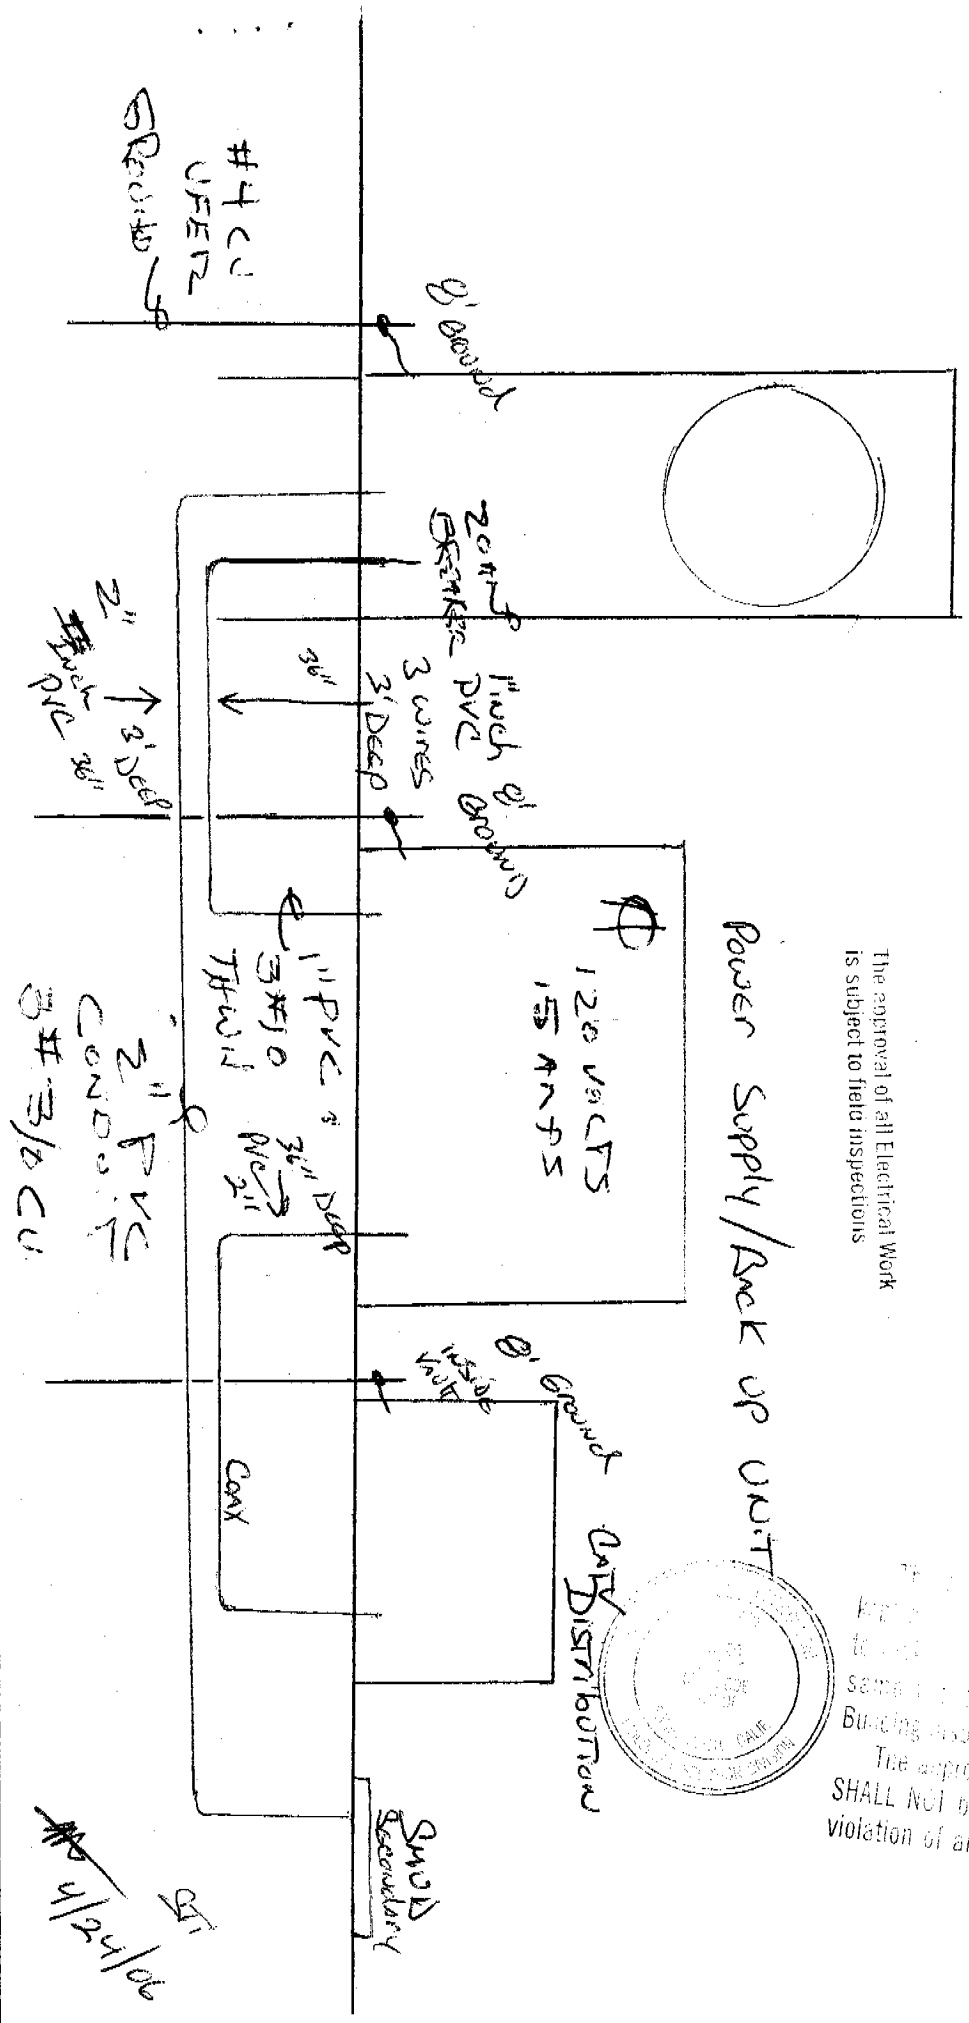 The approval of all Electrical Work
is subject to field inspections
SHALL NOT
violation of
CALIF
Power Supply/Back up UNIT
120 VOLTS
15 AMPS
CATV
DISTRIBUTION
8' Ground
20 AMP
BREAKER
1" inch
PVC
3 WIRES
3' DEEP
8'
GROUND
8' Ground
INSIDE
VAULT
SMUD
Secondary
#4 CU
UFER
GROUND
36"
2"
Inch
PVC 36"
3' DEEP
1" PVC
3#10
THWN
36" Deep
PVC
2"
COAX
2" PVC
CONDUIT
3#3/0 CU
4/24/06